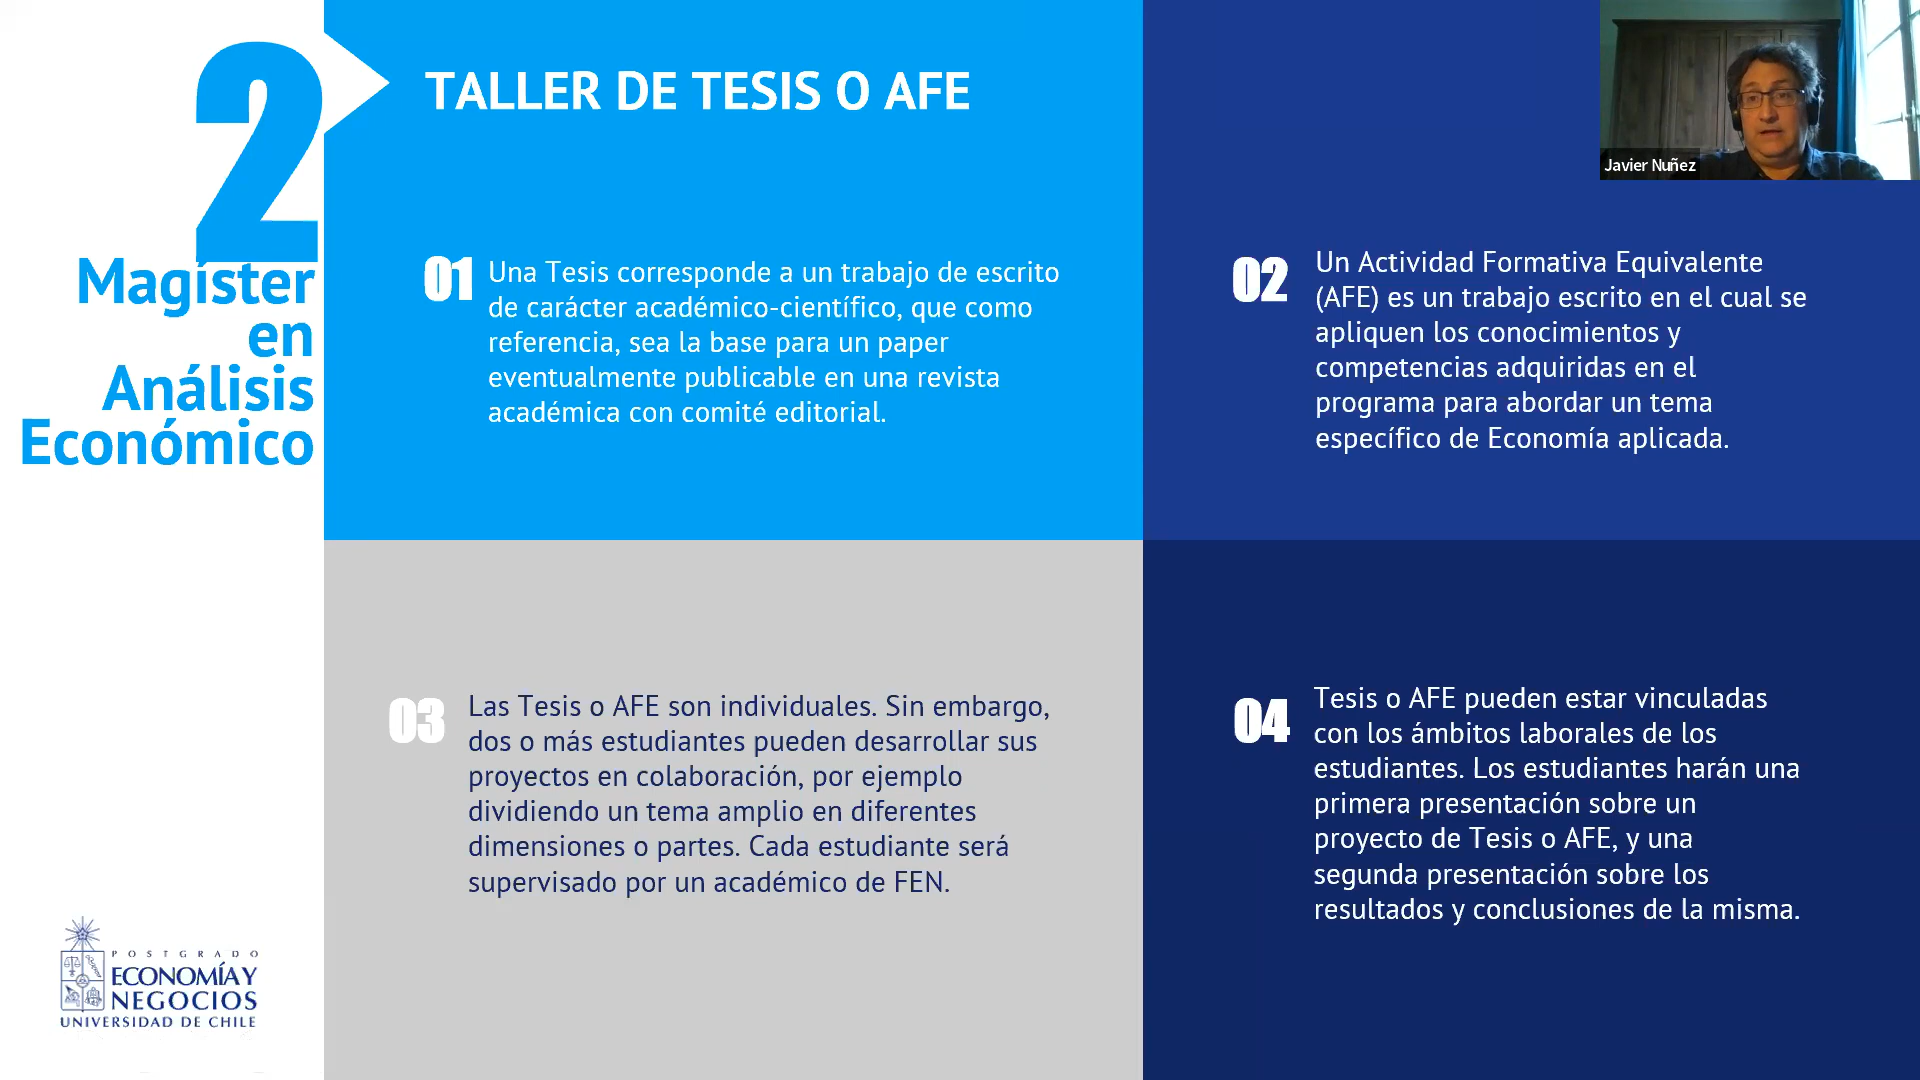 2
Magíster
en
Análisis
Económico
TALLER DE TESIS O AFE
Javier Nuñez
01
Una Tesis corresponde a un trabajo de escrito
de carácter académico-científico, que como
referencia, sea la base para un paper
eventualmente publicable en una revista
académica con comité editorial.
02
Un Actividad Formativa Equivalente
(AFE) es un trabajo escrito en el cual se
apliquen los conocimientos y
competencias adquiridas en el
programa para abordar un tema
específico de Economía aplicada.
03
Las Tesis o AFE son individuales. Sin embargo,
dos o más estudiantes pueden desarrollar sus
proyectos en colaboración, por ejemplo
dividiendo un tema amplio en diferentes
dimensiones o partes. Cada estudiante será
supervisado por un académico de FEN.
04
Tesis o AFE pueden estar vinculadas
con los ámbitos laborales de los
estudiantes. Los estudiantes harán una
primera presentación sobre un
proyecto de Tesis o AFE, y una
segunda presentación sobre los
resultados y conclusiones de la misma.
POSTGRADO
ECONOMÍA Y
NEGOCIOS
UNIVERSIDAD DE CHILE